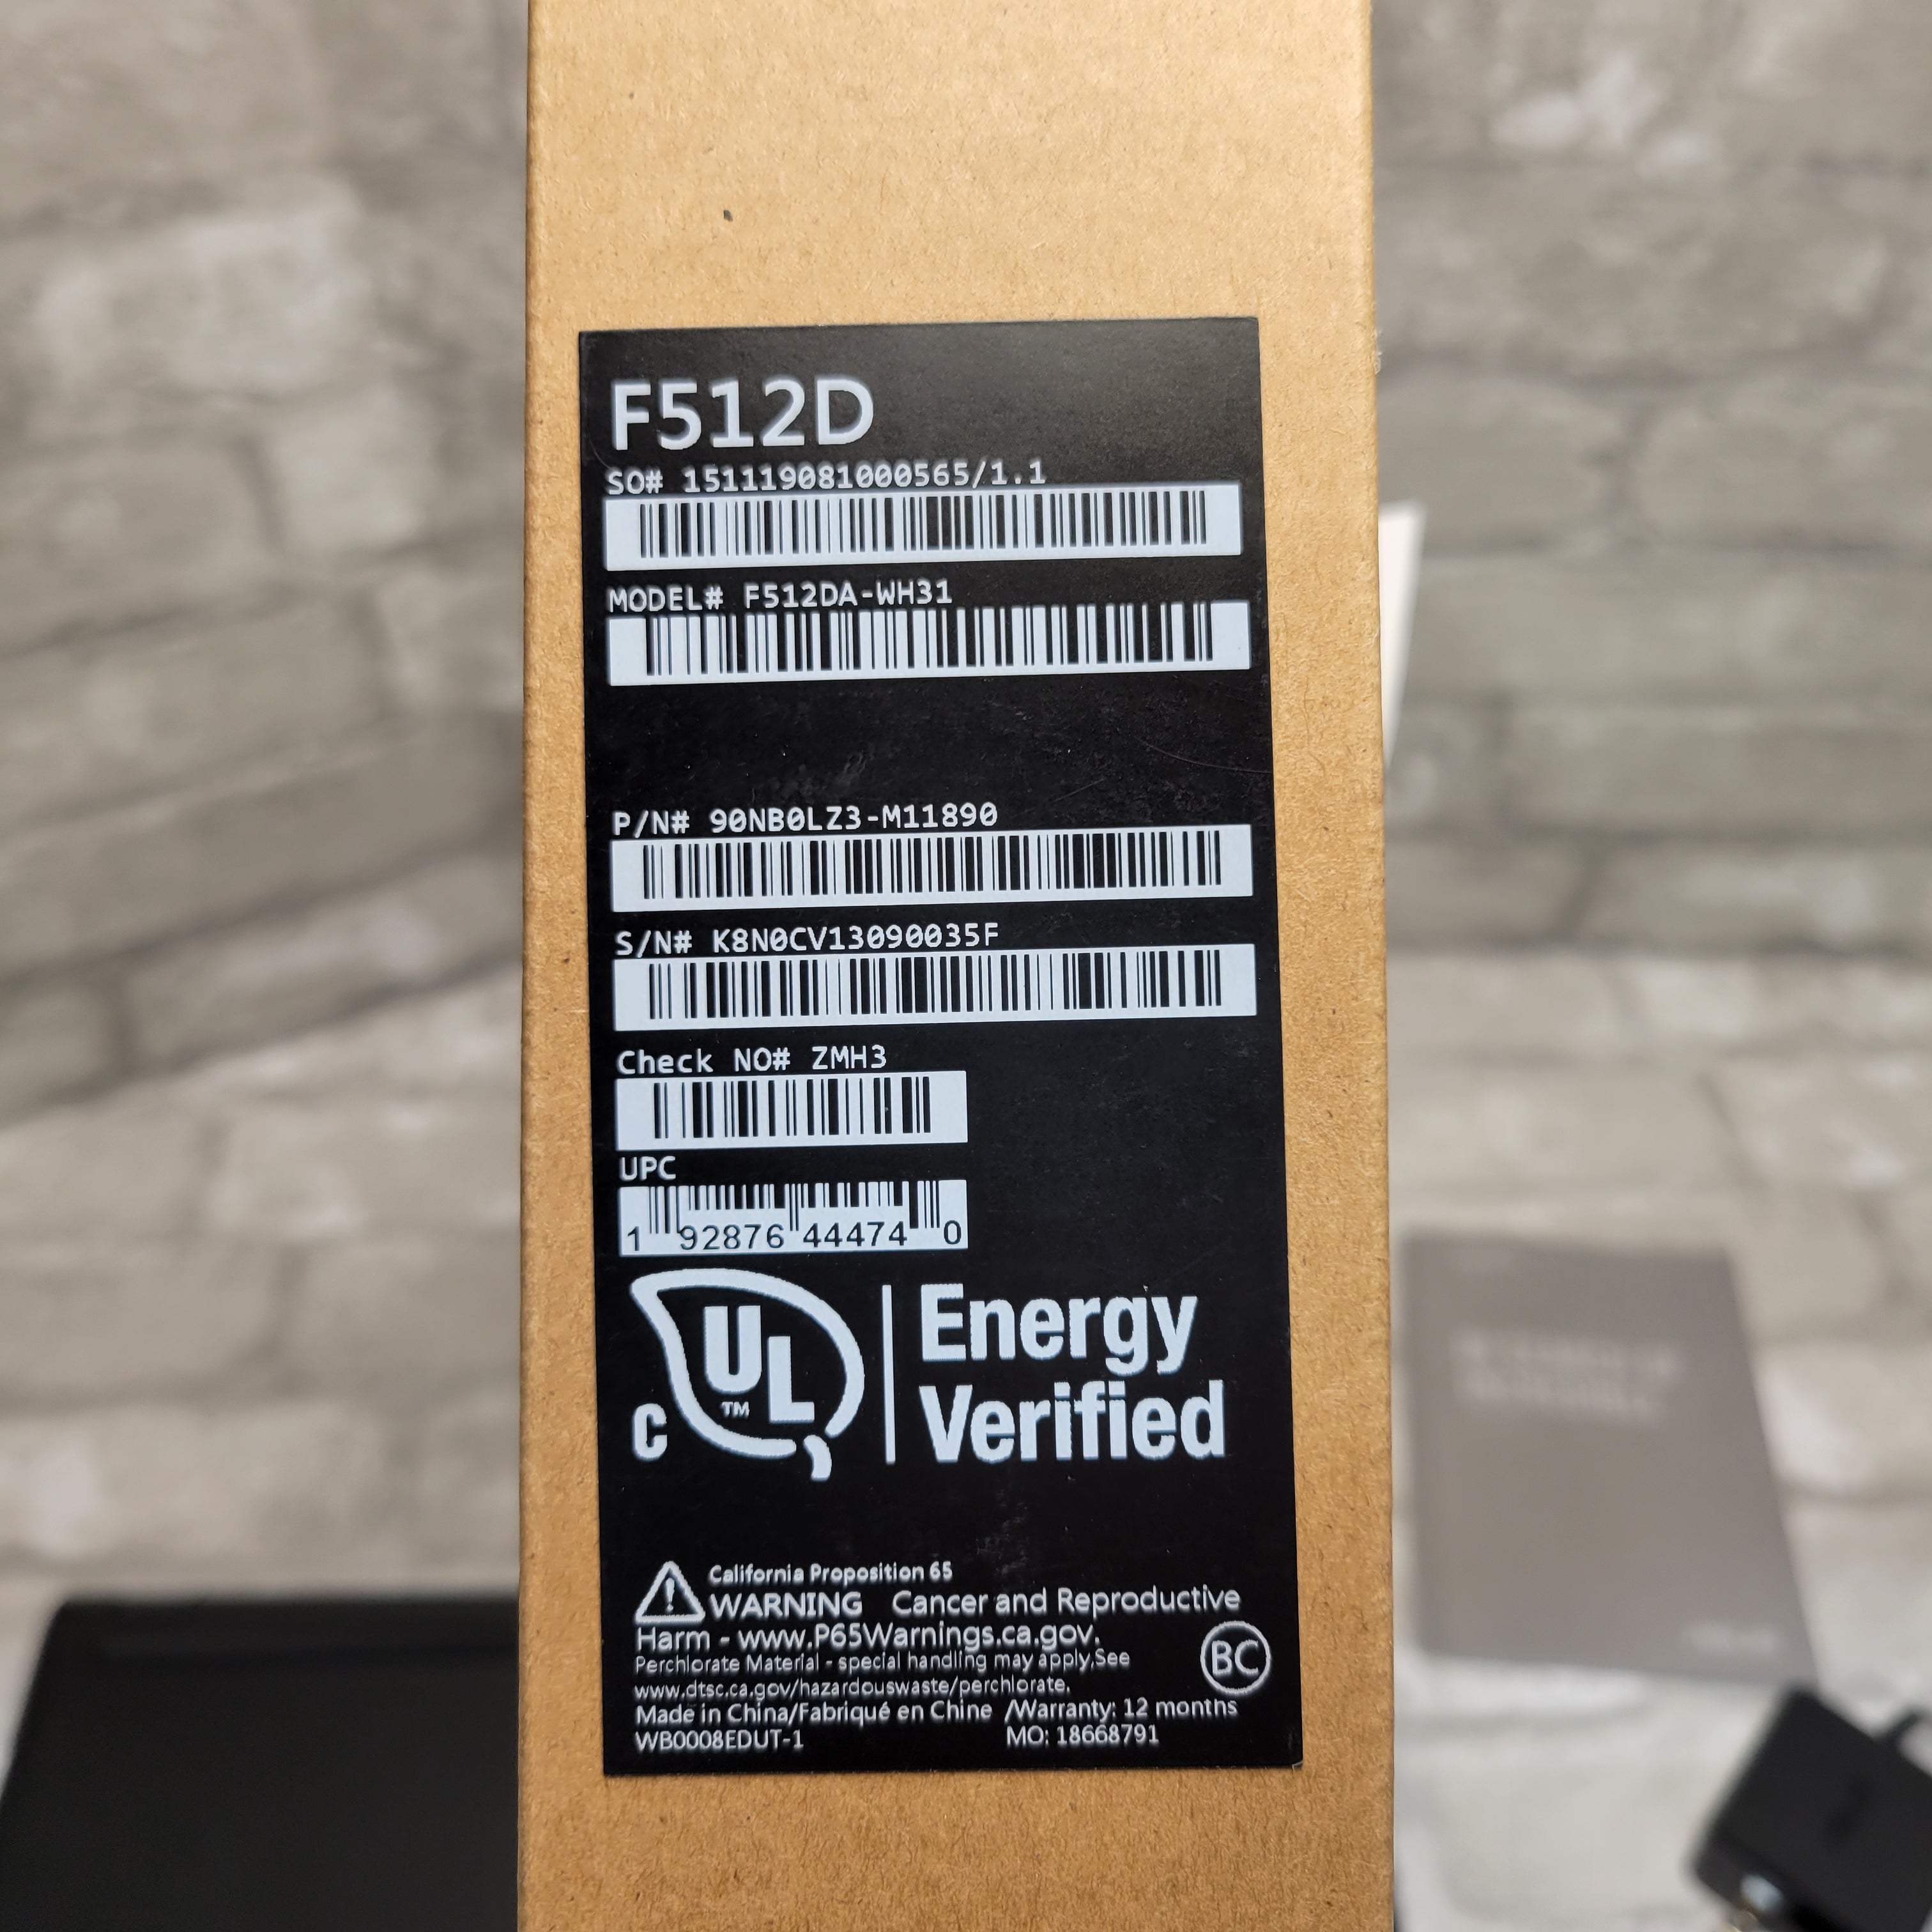 F512D
SO# 151119081000565/1.1
MODEL# F512DA-WH31
P/N# 90NB0LZ3-M11890
S/N# K8N0CV13090035F
Check NO# ZMH3
UPC
1 92876 44474 0
C UL™ Energy
Verified
California Proposition 65
WARNING Cancer and Reproductive
Harm - www.P65Warnings.ca.gov.
Perchlorate Material - special handling may apply,See
www.dtsc.ca.gov/hazardouswaste/perchlorate.
BC
Made in China/Fabriqué en Chine /Warranty: 12 months
WB0008EDUT-1 MO: 18668791